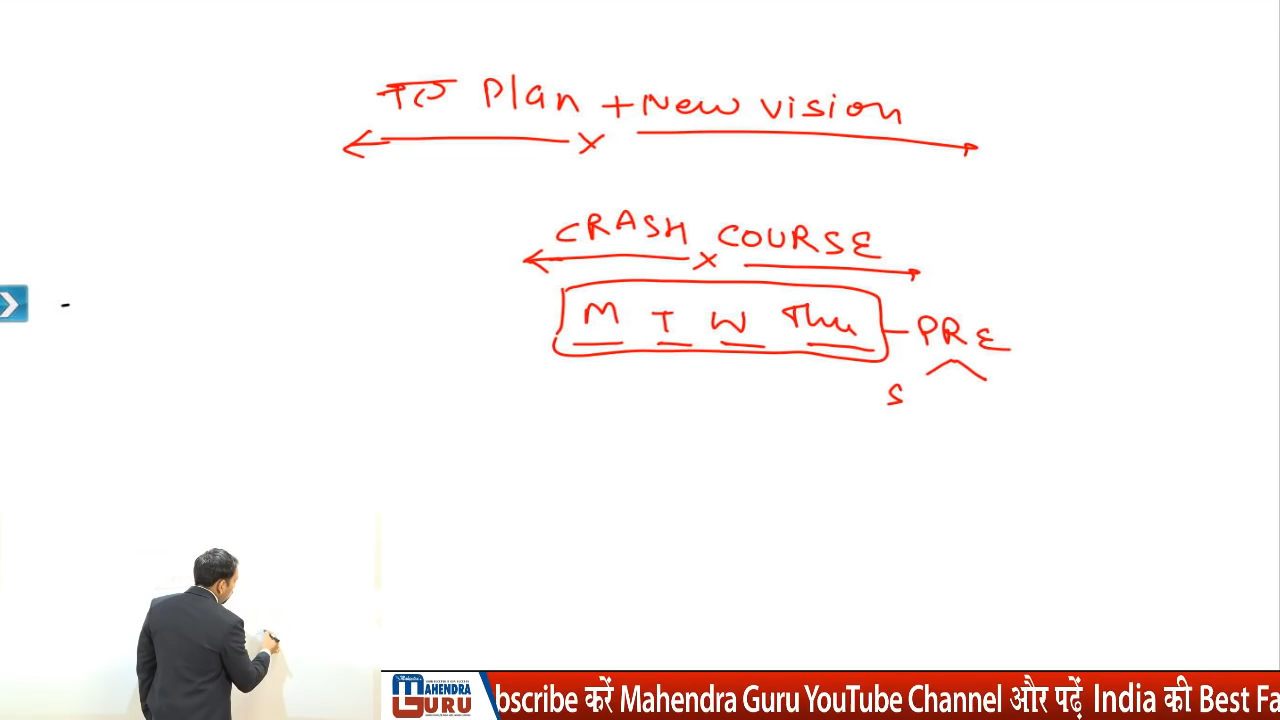 To Plan + New vision
CRASH COURSE
M T W Thu - PRE
S
MAHENDRA GURU
bscribe करें Mahendra Guru YouTube Channel और पढ़ें India की Best Fa